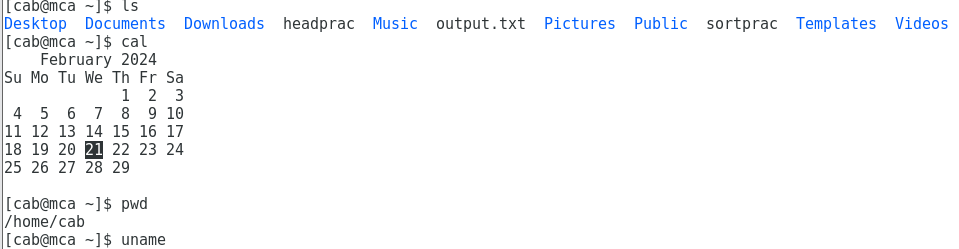 [cab@mca ~]$ ls
Desktop  Documents  Downloads  headprac  Music  output.txt  Pictures  Public  sortprac  Templates  Videos
[cab@mca ~]$ cal
    February 2024
Su Mo Tu We Th Fr Sa
             1  2  3
 4  5  6  7  8  9 10
11 12 13 14 15 16 17
18 19 20 21 22 23 24
25 26 27 28 29

[cab@mca ~]$ pwd
/home/cab
[cab@mca ~]$ uname